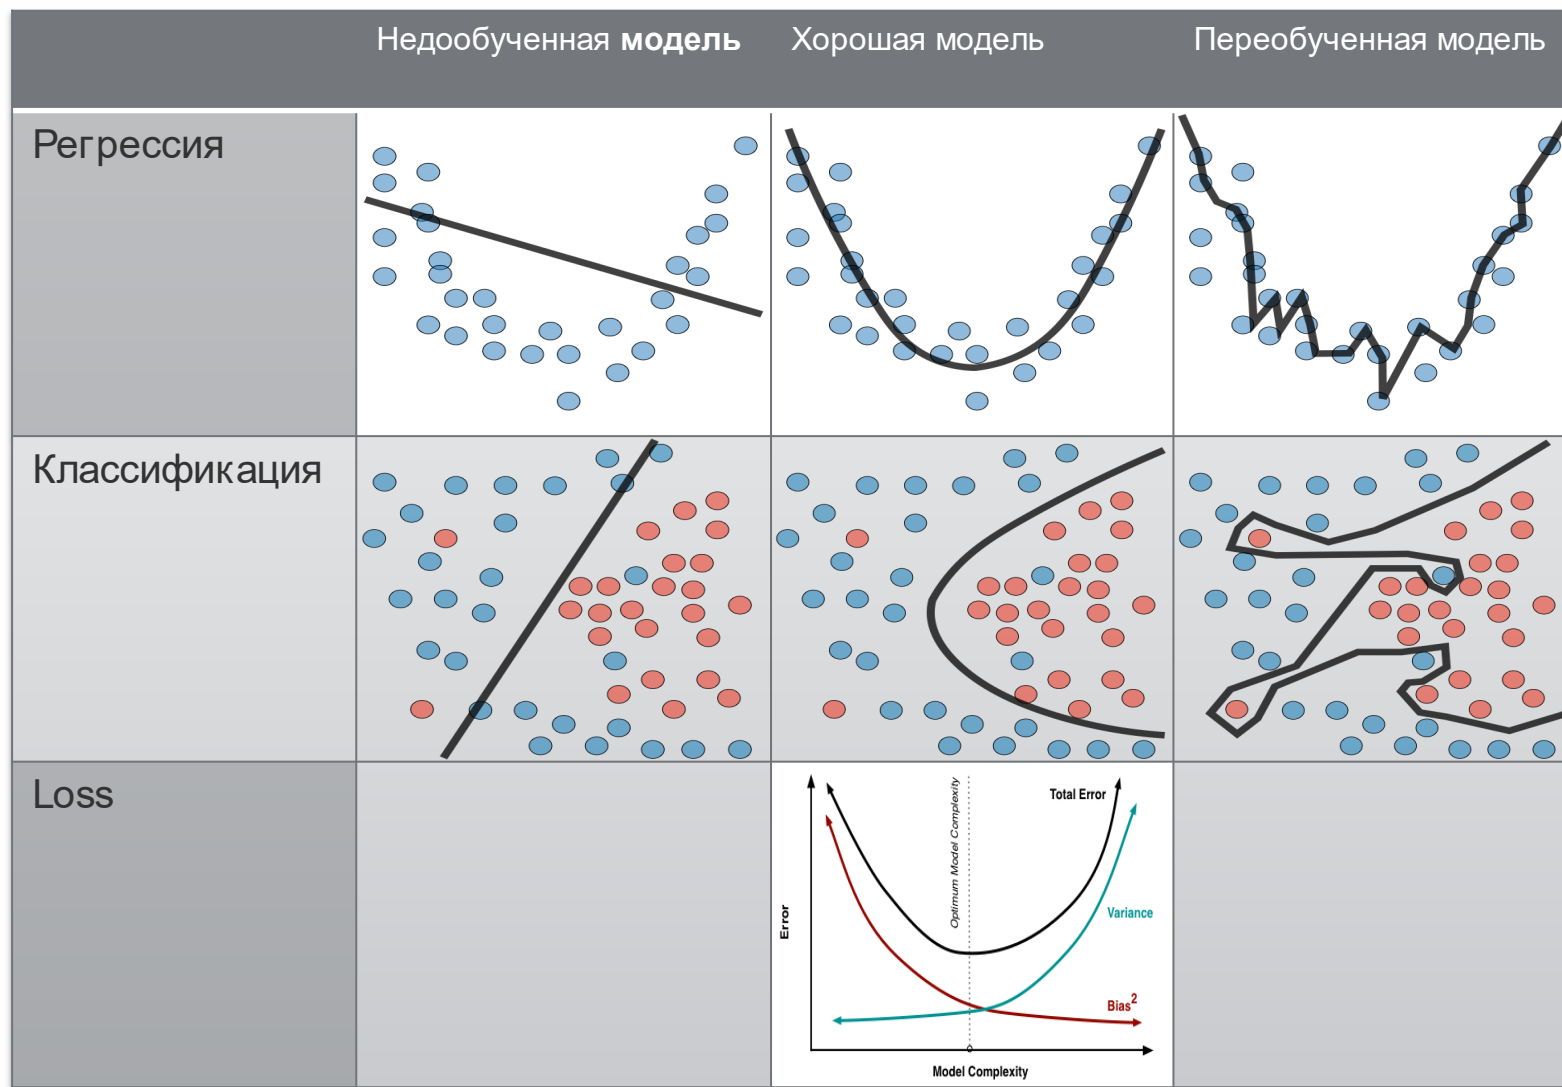 Недообученная модель
Хорошая модель
Переобученная модель
Регрессия
Классификация
Loss
Optimum Model Complexity
Total Error
Variance
Error
Bias2
0
Model Complexity